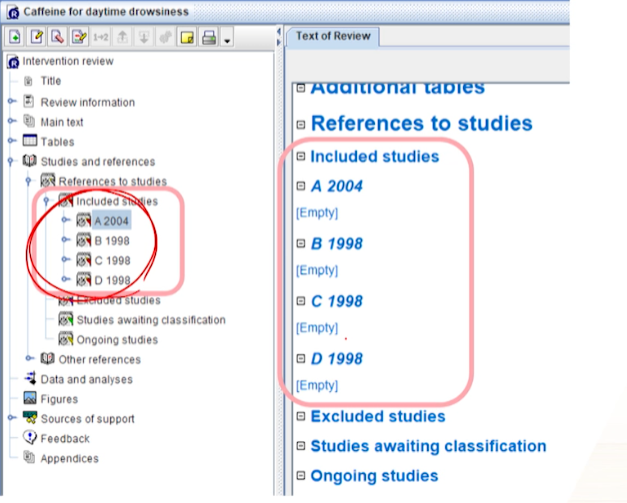 Caffeine for daytime drowsiness
1→2
Intervention review
Title
Review information
Main text
Tables
Studies and references
References to studies
Included studies
A 2004
B 1998
C 1998
D 1998
Excluded studies
Studies awaiting classification
Ongoing studies
Other references
Data and analyses
Figures
Sources of support
Feedback
Appendices
Text of Review
Additional tables
References to studies
Included studies
A 2004
[Empty]
B 1998
[Empty]
C 1998
[Empty]
D 1998
[Empty]
Excluded studies
Studies awaiting classification
Ongoing studies